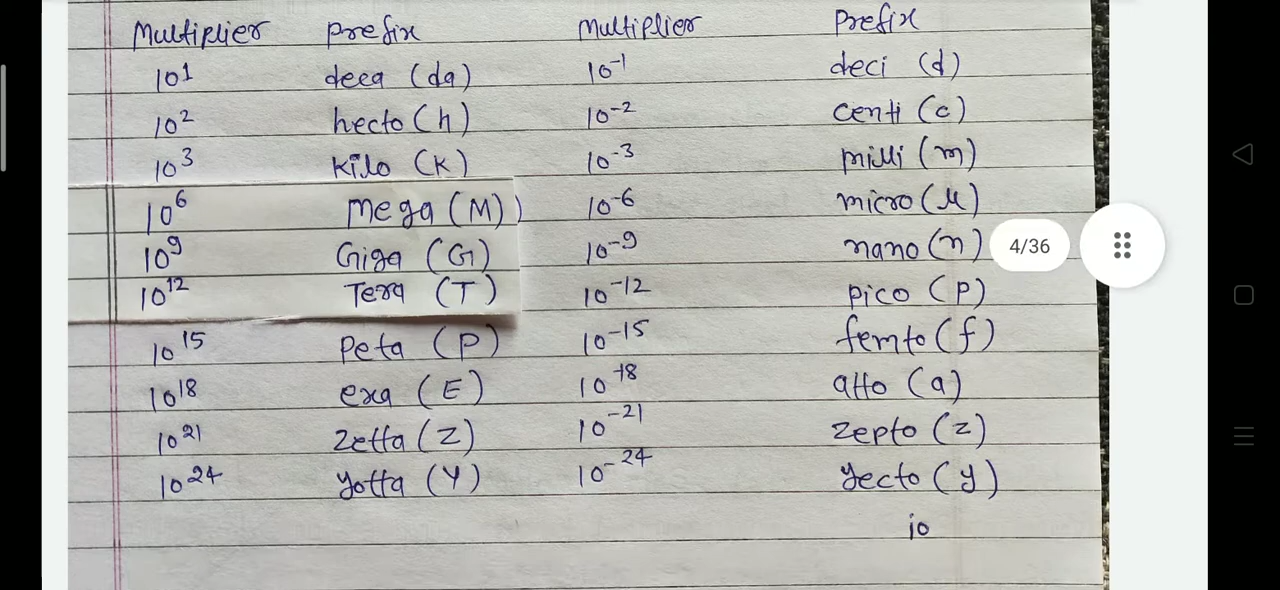 Multiplier Prefix Multiplier Prefix
10¹ deca (da) 10⁻¹ deci (d)
10² hecto (h) 10⁻² centi (c)
10³ Kilo (K) 10⁻³ milli (m)
10⁶ Mega (M) 10⁻⁶ micro (μ)
10⁹ Giga (G) 10⁻⁹ nano (n) 4/36
10¹² Tera (T) 10⁻¹² pico (p)
10¹⁵ Peta (P) 10⁻¹⁵ femto (f)
10¹⁸ exa (E) 10⁻¹⁸ atto (a)
10²¹ Zetta (Z) 10⁻²¹ zepto (z)
10²⁴ yotta (Y) 10⁻²⁴ yecto (y)
io